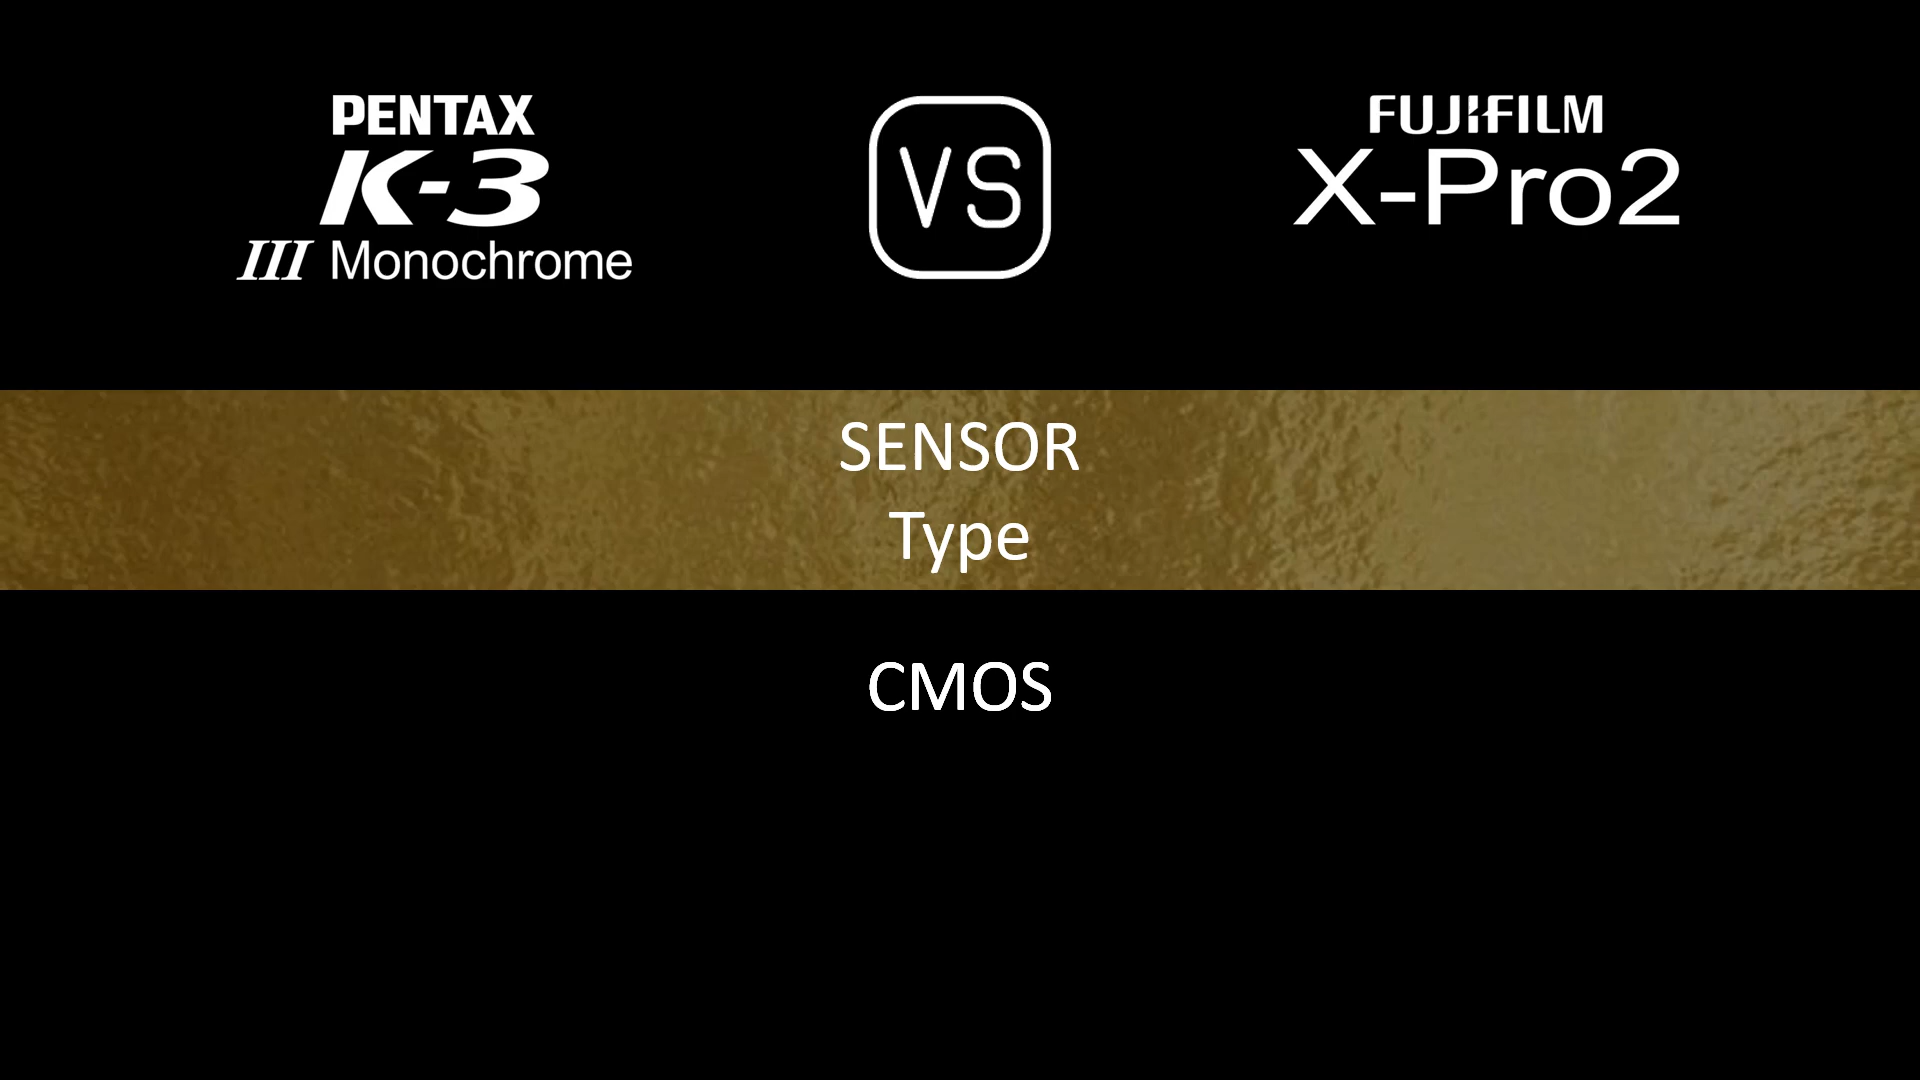 PENTAX
K-3
III Monochrome
VS
FUJIFILM
X-Pro2
SENSOR
Type
CMOS